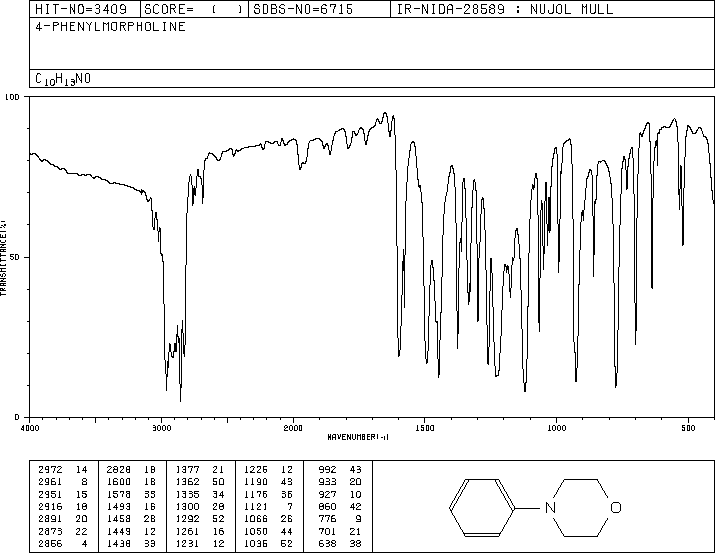 HIT-NO=3409 SCORE= ( ) SDBS-NO=6715 IR-NIDA-28589 : NUJOL MULL
4-PHENYLMORPHOLINE
C10H13NO
100
50
0
TRANSMITTANCE(%)
4000 3000 2000 1500 1000 500
WAVENUMBER(-1)
2972 14 2828 18 1377 21 1226 12 992 43
2961 8 1600 18 1362 50 1190 43 933 20
2951 15 1578 33 1335 34 1176 36 927 10
2916 18 1493 16 1300 28 1121 7 860 42
2891 20 1458 28 1292 52 1066 26 776 9
2873 22 1449 12 1261 16 1050 44 701 21
2856 4 1438 33 1231 12 1036 52 638 38
N O